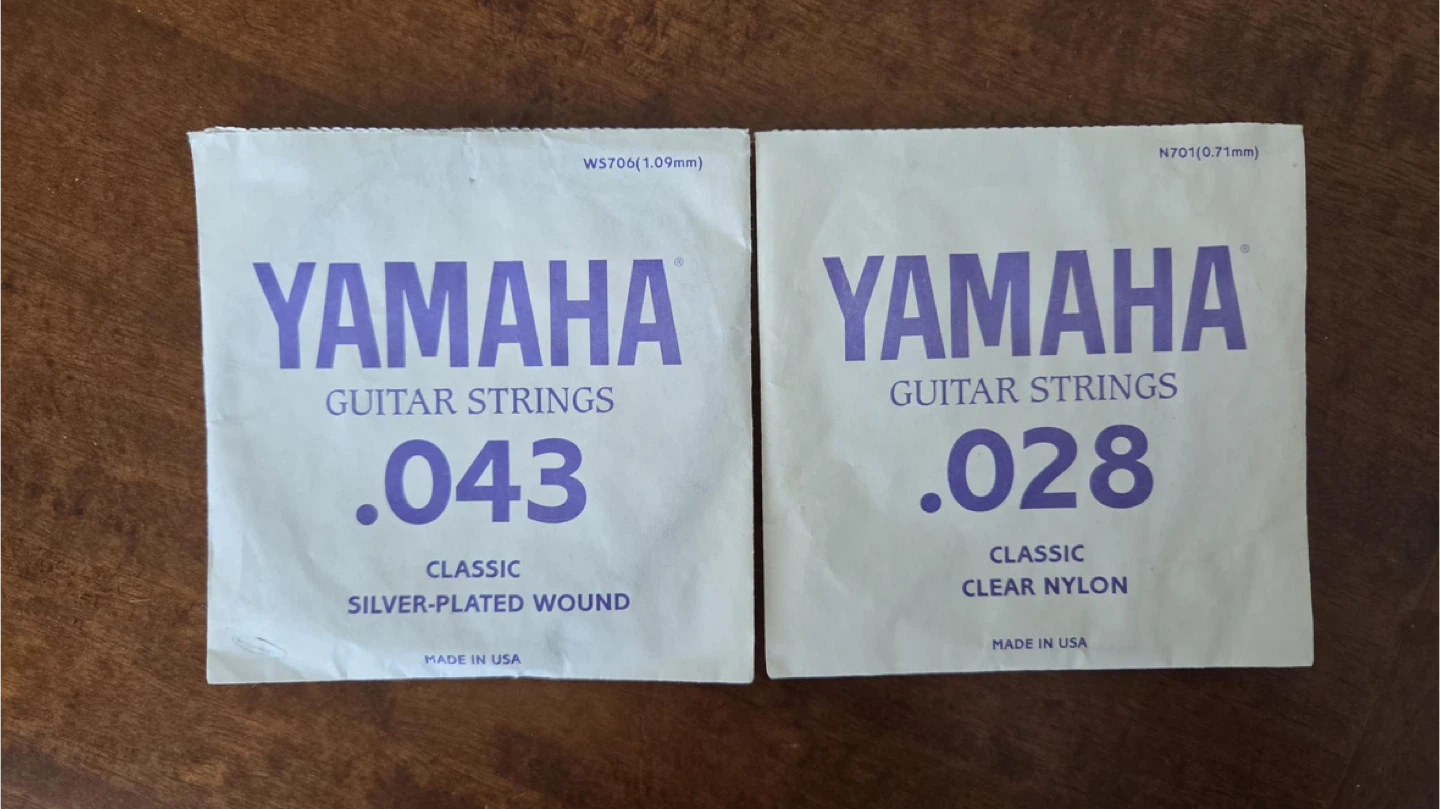 WS706(1.09mm)
YAMAHA®
GUITAR STRINGS
.043
CLASSIC
SILVER-PLATED WOUND
MADE IN USA
N701(0.71mm)
YAMAHA®
GUITAR STRINGS
.028
CLASSIC
CLEAR NYLON
MADE IN USA